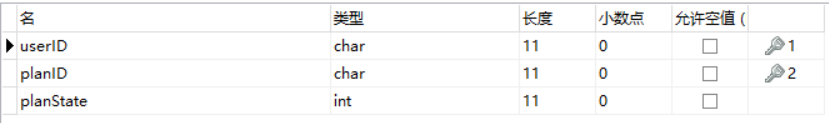 名 类型 长度 小数点 允许空值 (
userID char 11 0 1
planID char 11 0 2
planState int 11 0